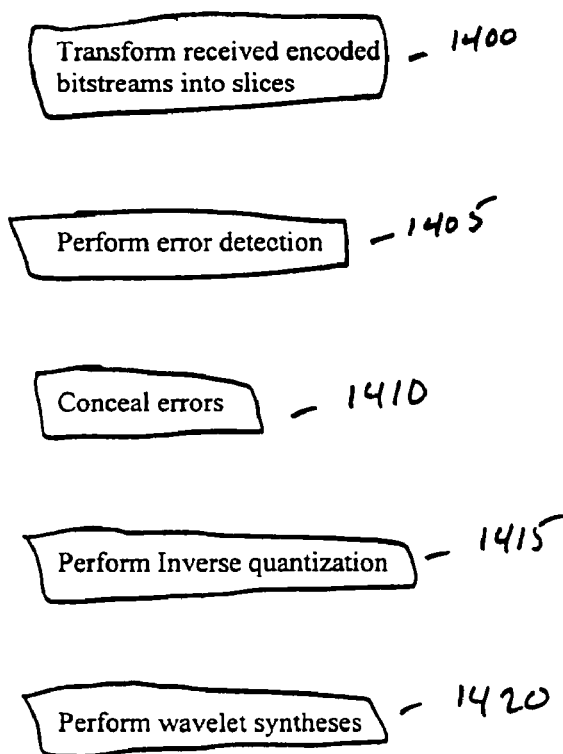 Transform received encoded - 1400
bitstreams into slices
Perform error detection - 1405
Conceal errors - 1410
Perform Inverse quantization - 1415
Perform wavelet syntheses - 1420